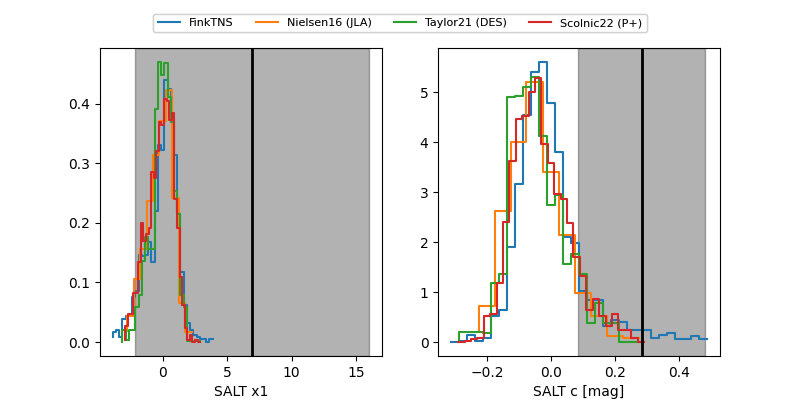 FinkTNS Nielsen16 (JLA) Taylor21 (DES) Scolnic22 (P+)
0.4
0.3
0.2
0.1
0.0
0 5 10 15
SALT x1
5
4
3
2
1
0
−0.2 0.0 0.2 0.4
SALT c [mag]